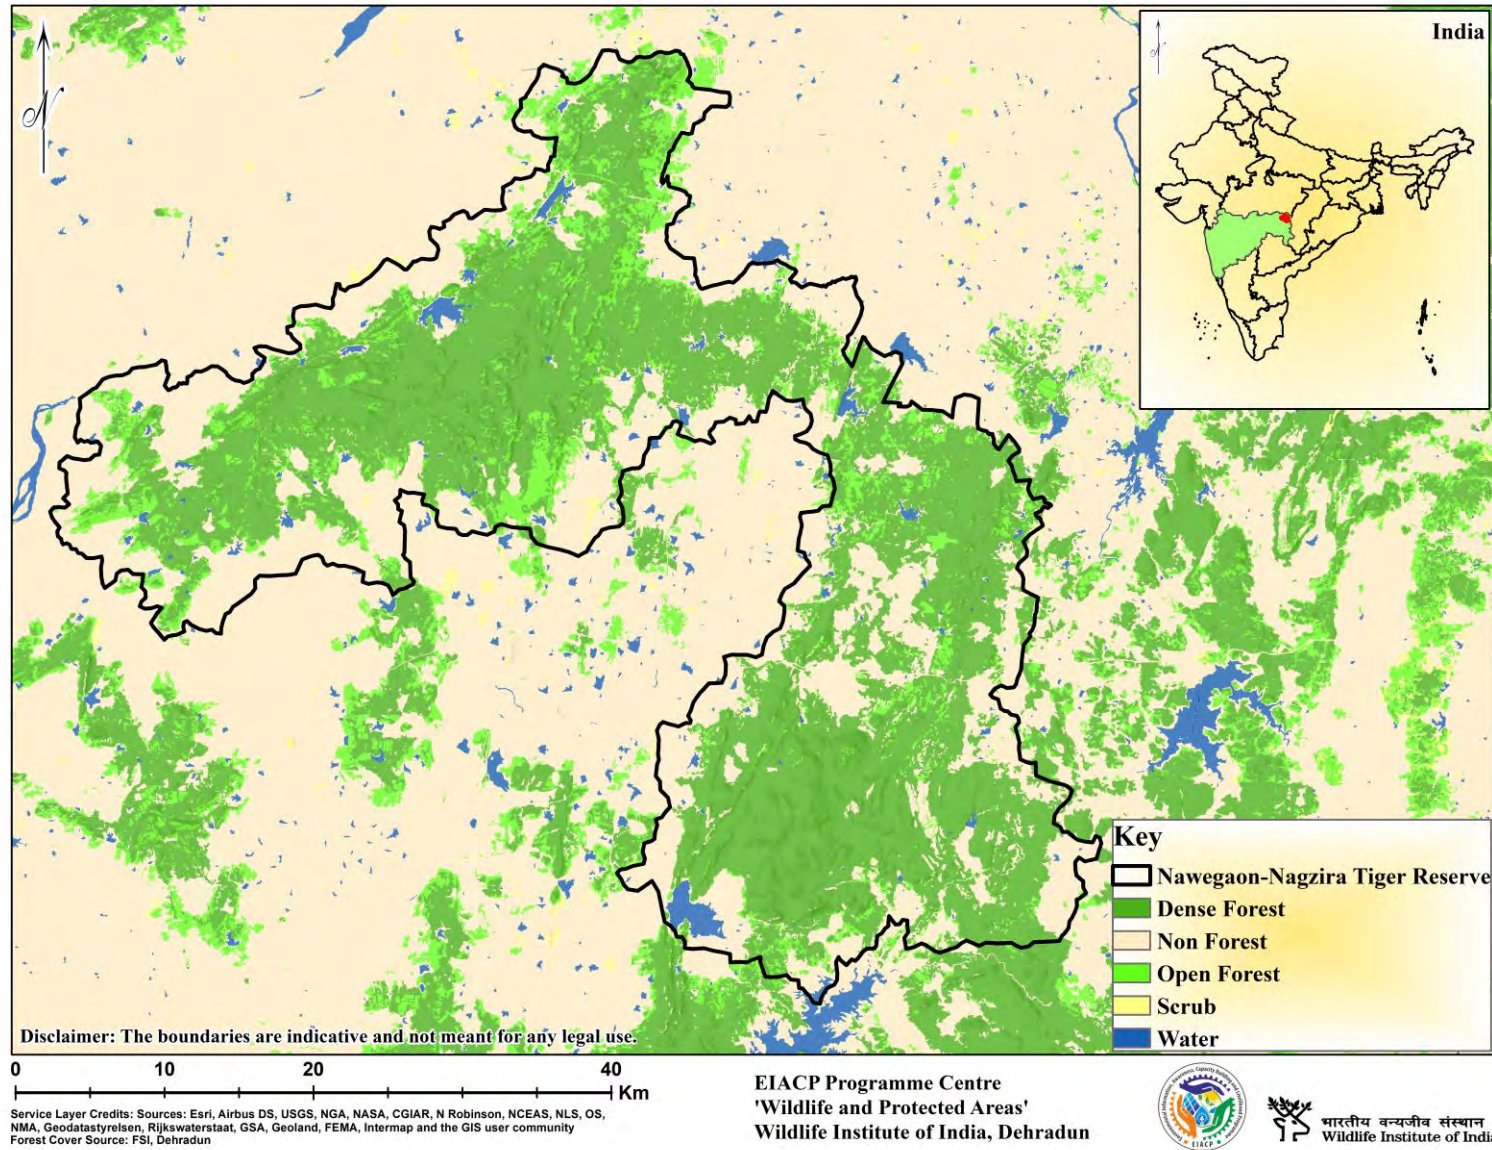 N
India
N
Key
Nawegaon-Nagzira Tiger Reserve
Dense Forest
Non Forest
Open Forest
Scrub
Water
Disclaimer: The boundaries are indicative and not meant for any legal use.
0 10 20 40
Km
Service Layer Credits: Sources: Esri, Airbus DS, USGS, NGA, NASA, CGIAR, N Robinson, NCEAS, NLS, OS,
NMA, Geodatastyrelsen, Rijkswaterstaat, GSA, Geoland, FEMA, Intermap and the GIS user community
Forest Cover Source: FSI, Dehradun
EIACP Programme Centre
'Wildlife and Protected Areas'
Wildlife Institute of India, Dehradun
EIACP
भारतीय वन्यजीव संस्थान
Wildlife Institute of Indi